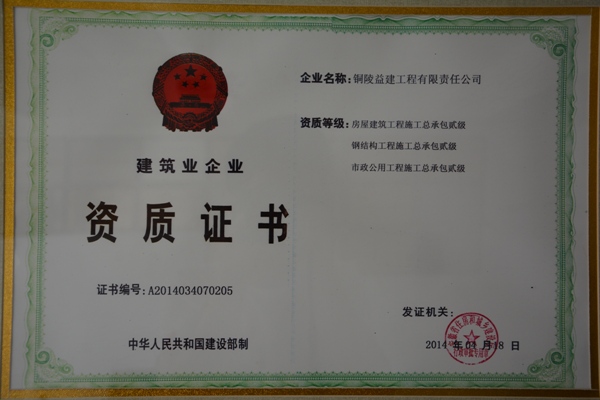 建筑业企业
资质证书
证书编号:A2014034070205
中华人民共和国建设部制
企业名称:铜陵益建工程有限责任公司
资质等级:房屋建筑工程施工总承包贰级
钢结构工程施工总承包贰级
市政公用工程施工总承包贰级
发证机关:
2014 年 01 月 18 日